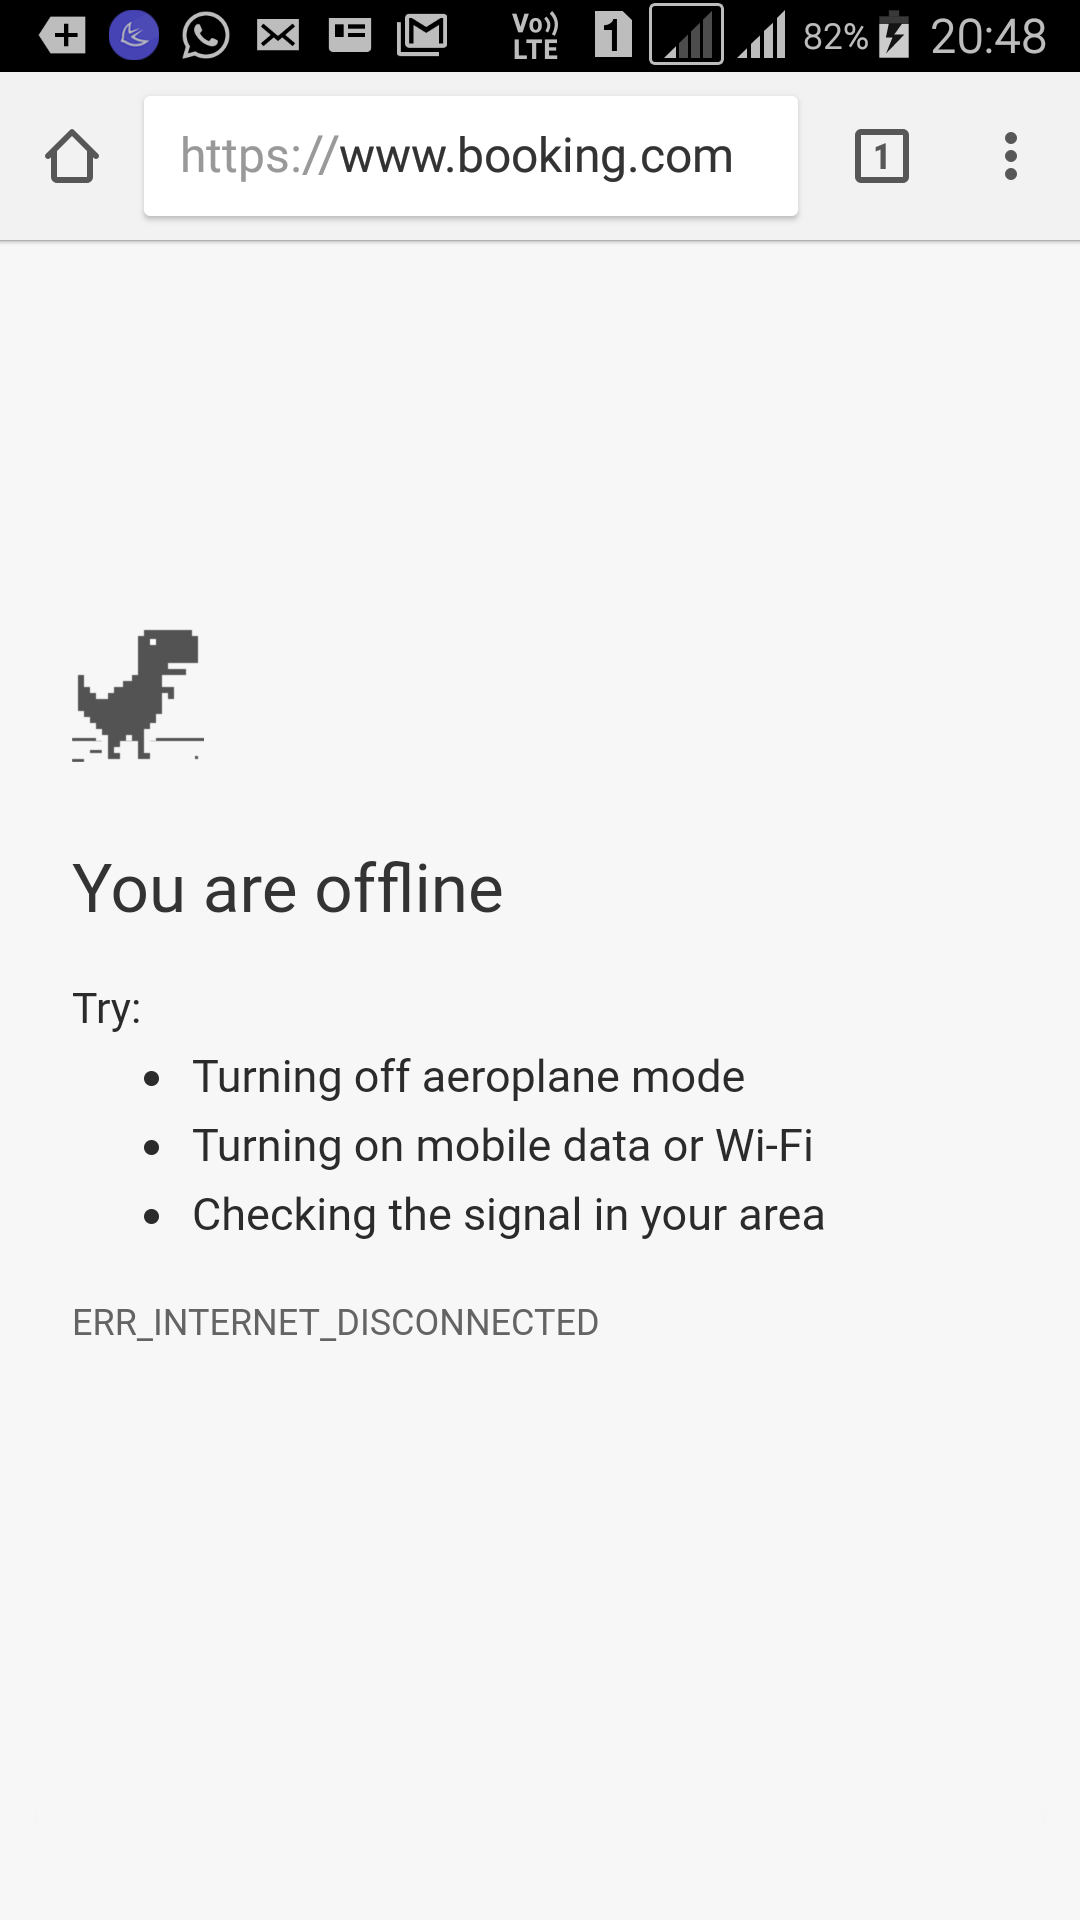 Vo)) LTE 1 82% 20:48
https://www.booking.com 1
You are offline
Try:
• Turning off aeroplane mode
• Turning on mobile data or Wi-Fi
• Checking the signal in your area
ERR_INTERNET_DISCONNECTED